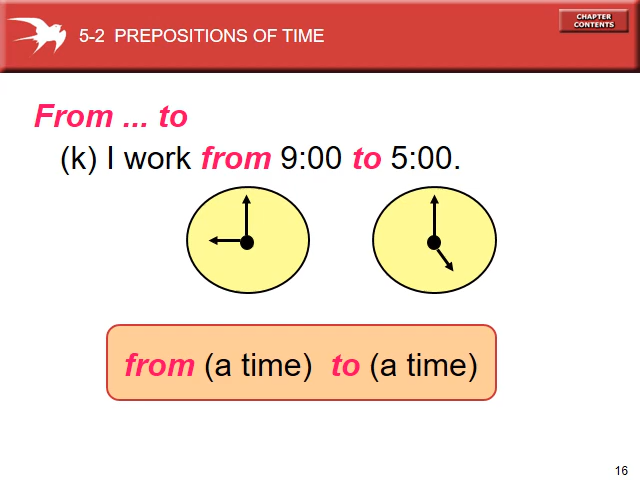 5-2 PREPOSITIONS OF TIME
CHAPTER
CONTENTS
From ... to
(k) I work from 9:00 to 5:00.
from (a time) to (a time)
16